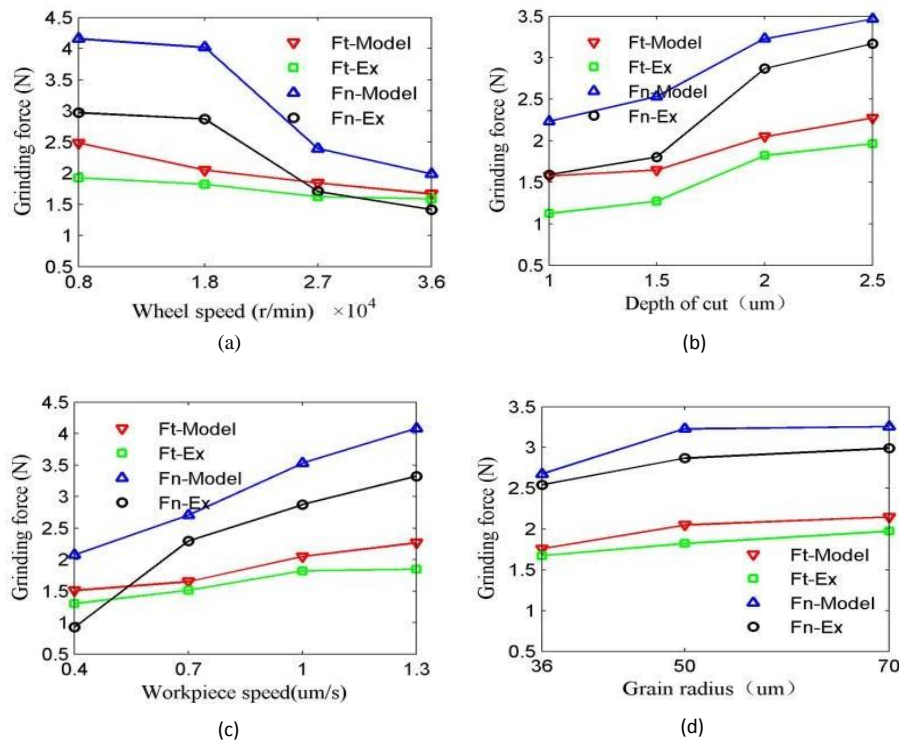 4.5
4
3.5
3
2.5
2
1.5
1
0.5
Grinding force (N)
Ft-Model
Ft-Ex
Fn-Model
Fn-Ex
0.8 1.8 2.7 3.6
Wheel speed (r/min) ×10^4
(a)
3.5
3
2.5
2
1.5
1
0.5
Grinding force (N)
Ft-Model
Ft-Ex
Fn-Model
Fn-Ex
1 1.5 2 2.5
Depth of cut（um）
(b)
4.5
4
3.5
3
2.5
2
1.5
1
0.5
Grinding force (N)
Ft-Model
Ft-Ex
Fn-Model
Fn-Ex
0.4 0.7 1 1.3
Workpiece speed(um/s)
(c)
3.5
3
2.5
2
1.5
1
0.5
Grinding force (N)
Ft-Model
Ft-Ex
Fn-Model
Fn-Ex
36 50 70
Grain radius（um）
(d)